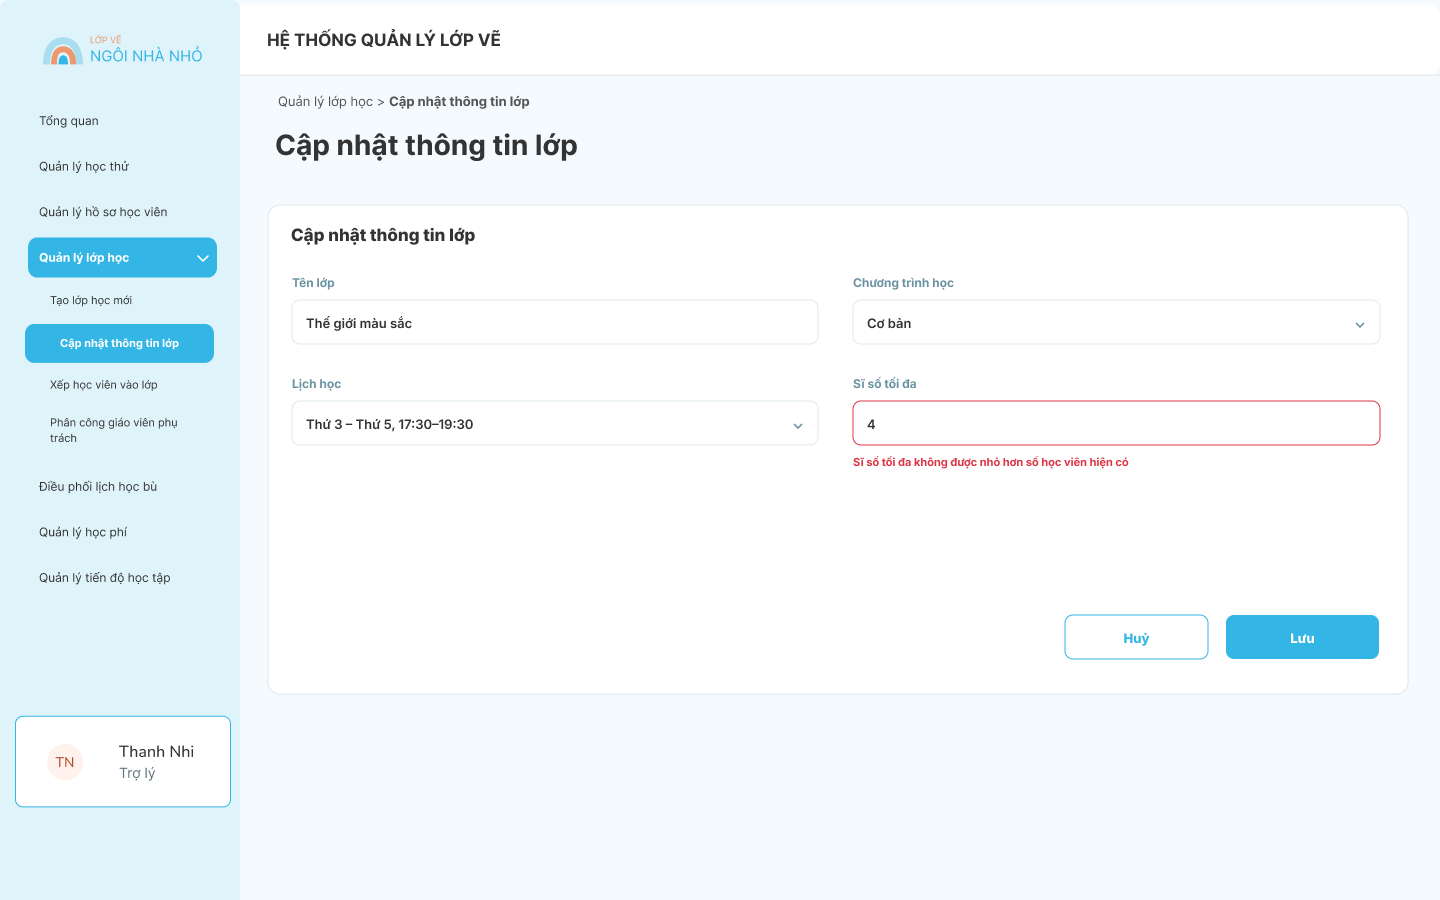 LỚP VẼ
NGÔI NHÀ NHỎ
HỆ THỐNG QUẢN LÝ LỚP VẼ
Tổng quan
Quản lý học thử
Quản lý hồ sơ học viên
Quản lý lớp học
Tạo lớp học mới
Cập nhật thông tin lớp
Xếp học viên vào lớp
Phân công giáo viên phụ
trách
Điều phối lịch học bù
Quản lý học phí
Quản lý tiến độ học tập
TN
Thanh Nhi
Trợ lý
Quản lý lớp học > Cập nhật thông tin lớp
Cập nhật thông tin lớp
Cập nhật thông tin lớp
Tên lớp
Thế giới màu sắc
Chương trình học
Cơ bản
Lịch học
Thứ 3 – Thứ 5, 17:30–19:30
Sĩ số tối đa
4
Sĩ số tối đa không được nhỏ hơn số học viên hiện có
Huỷ
Lưu